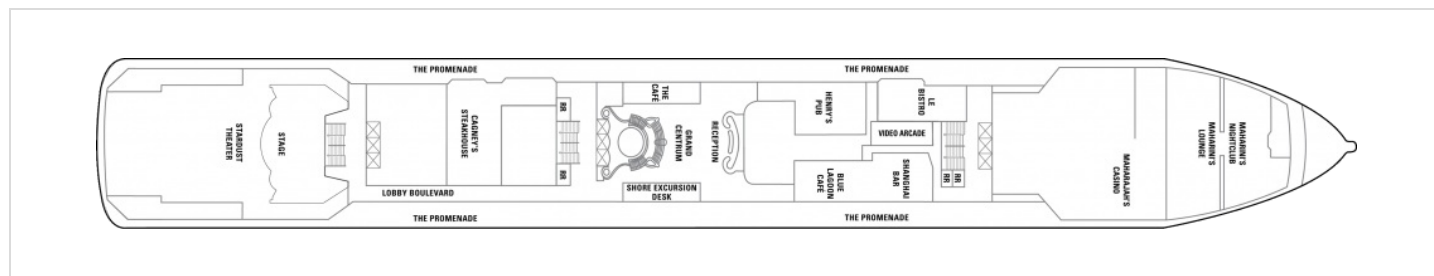 THE PROMENADE
THE PROMENADE
STARDUST
THEATER
STAGE
CAGNEY'S
STEAKHOUSE
RR
RR
LOBBY BOULEVARD
THE
CAFÉ
GRAND
CENTRUM
RECEPTION
SHORE EXCURSION
DESK
HENRY'S
PUB
LE
BISTRO
VIDEO ARCADE
BLUE
LAGOON
CAFÉ
SHANGHAI
BAR
RR
RR
MAHARAJAH'S
CASINO
MAHARINI'S
LOUNGE
MAHARINI'S
NIGHTCLUB
THE PROMENADE
THE PROMENADE